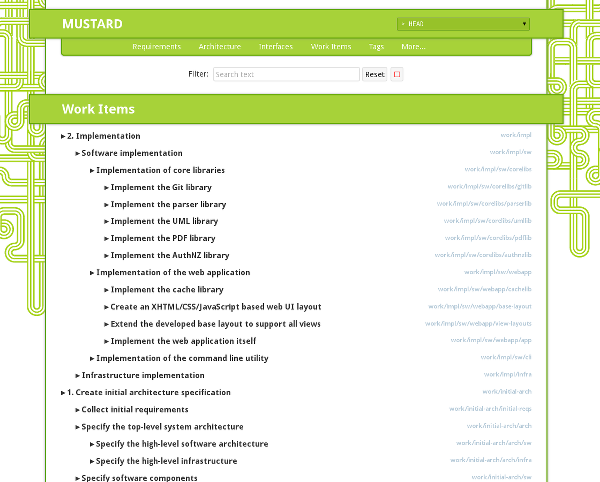 MUSTARD
HEAD
Requirements Architecture Interfaces Work Items Tags More...
Filter: Search text Reset
Work Items
2. Implementation work/impl
Software implementation work/impl/sw
Implementation of core libraries work/impl/sw/corelibs
Implement the Git library work/impl/sw/corelibs/gitlib
Implement the parser library work/impl/sw/corelibs/parserlib
Implement the UML library work/impl/sw/corelibs/umllib
Implement the PDF library work/impl/sw/corelibs/pdflib
Implement the AuthNZ library work/impl/sw/corelibs/authnzlib
Implementation of the web application work/impl/sw/webapp
Implement the cache library work/impl/sw/webapp/cachelib
Create an XHTML/CSS/JavaScript based web UI layout work/impl/sw/webapp/base-layout
Extend the developed base layout to support all views work/impl/sw/webapp/view-layouts
Implement the web application itself work/impl/sw/webapp/app
Implementation of the command line utility work/impl/sw/cli
Infrastructure implementation work/impl/infra
1. Create initial architecture specification work/initial-arch
Collect initial requirements work/initial-arch/initial-reqs
Specify the top-level system architecture work/initial-arch/arch
Specify the high-level software architecture work/initial-arch/arch/sw
Specify the high-level infrastructure work/initial-arch/arch/infra
Specify software components work/initial-arch/sw